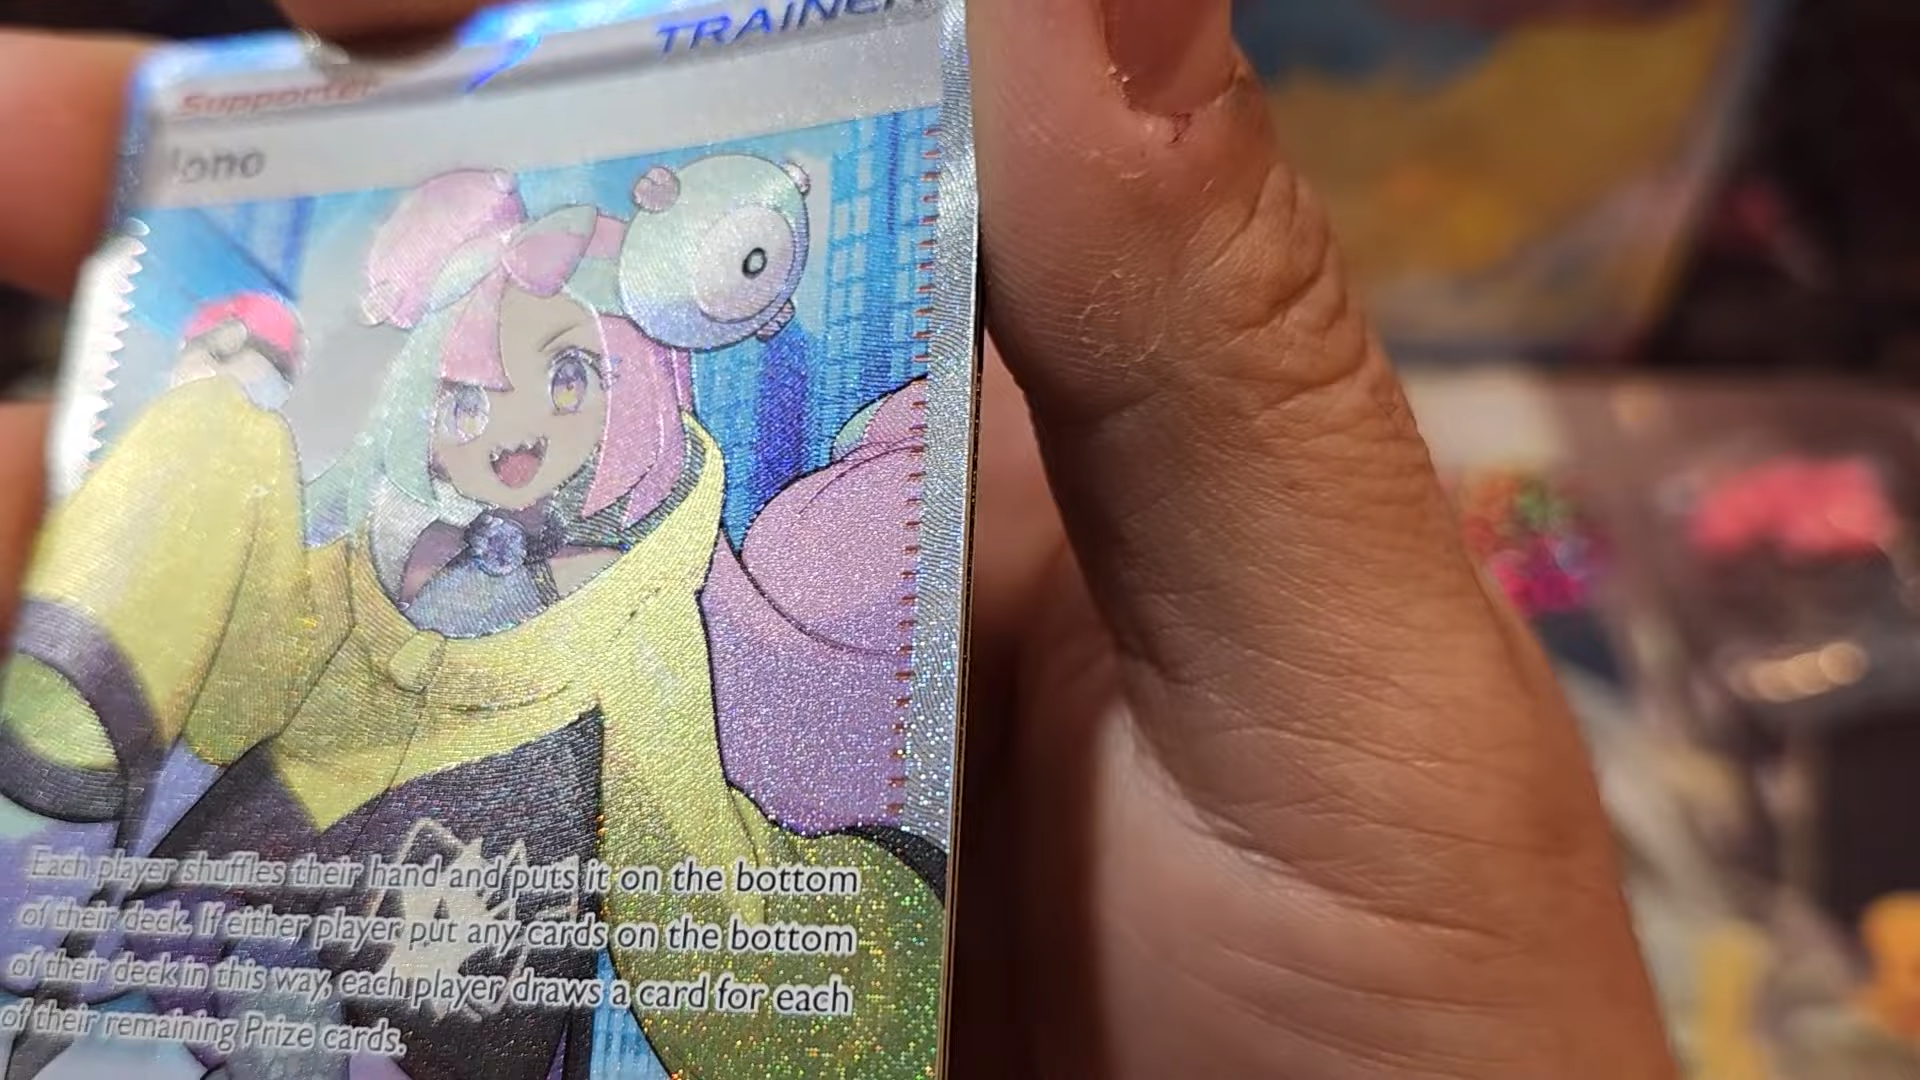 TRAINER
Supporter
Iono
Each player shuffles their hand and puts it on the bottom
of their deck. If either player put any cards on the bottom
of their deck in this way, each player draws a card for each
of their remaining Prize cards.